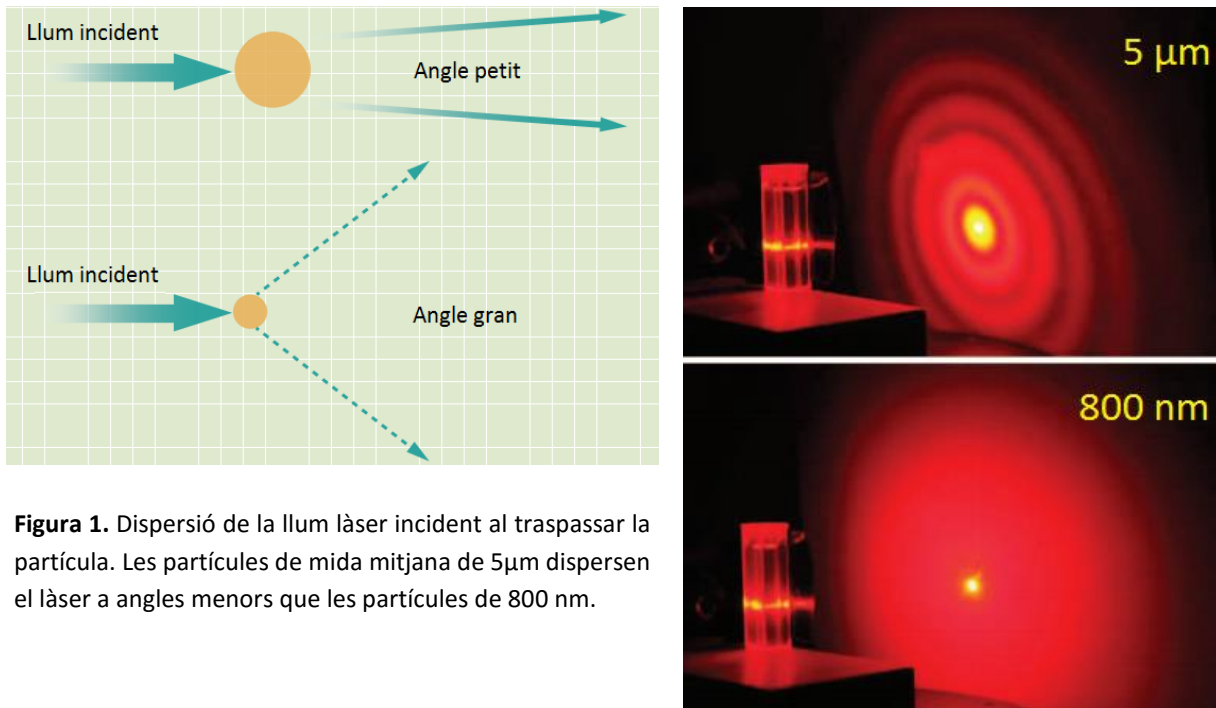 Llum incident
Angle petit
Llum incident
Angle gran
5 µm
800 nm
Figura 1. Dispersió de la llum làser incident al traspassar la
partícula. Les partícules de mida mitjana de 5µm dispersen
el làser a angles menors que les partícules de 800 nm.